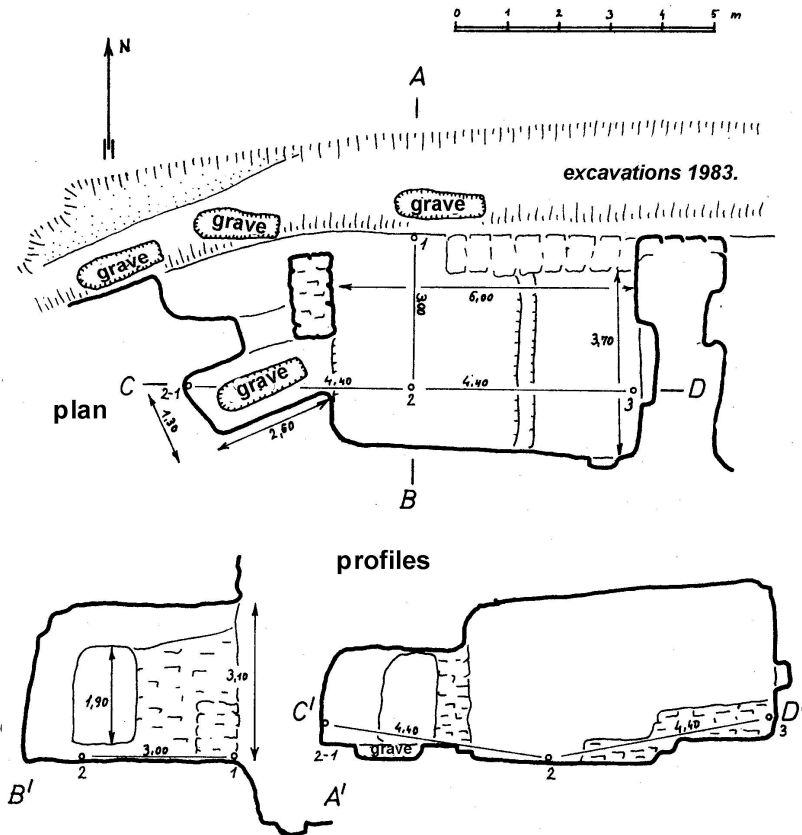 0 1 2 3 4 5 m
N
A
excavations 1983.
grave
grave
grave
1
6,00
3,00
3,70
grave
C 2-1 4,40 2 4,40 3 D
plan
1,30
2,60
B
profiles
3,10
1,90
C' D'
4,40 4,40
3,00
2-1 grave 2 3
2 1
B' A'